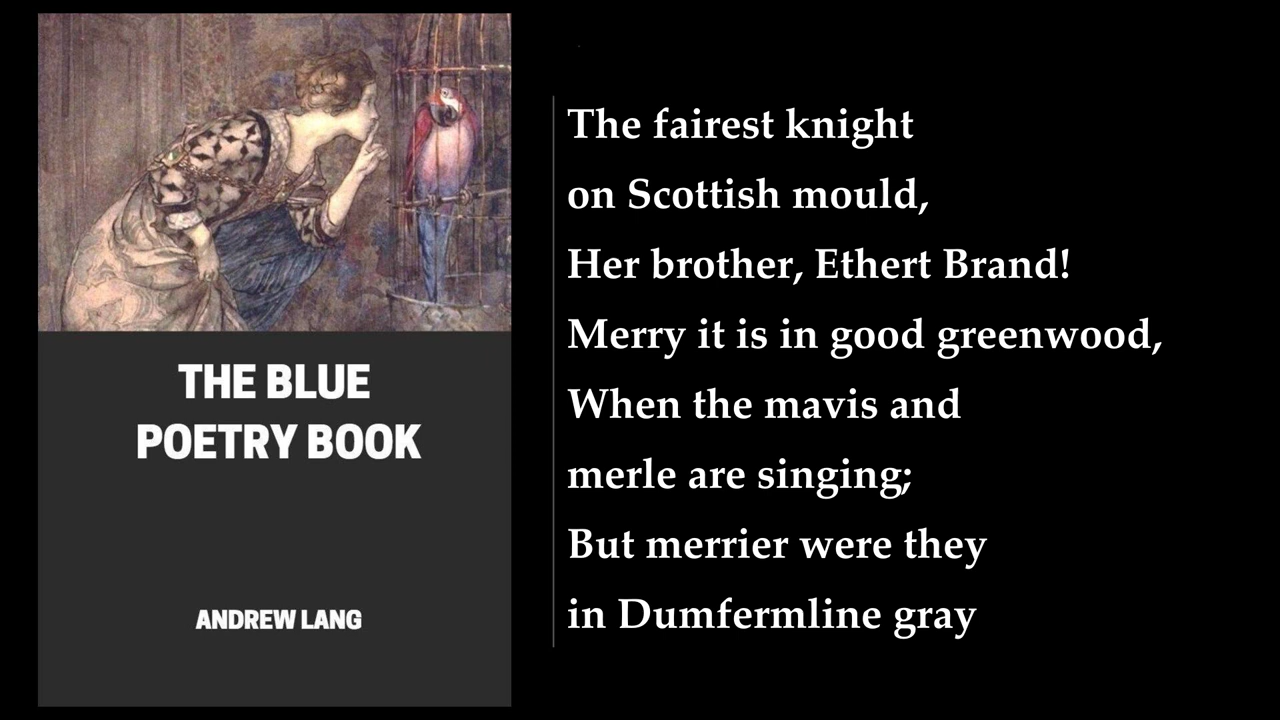 THE BLUE
POETRY BOOK
ANDREW LANG
The fairest knight
on Scottish mould,
Her brother, Ethert Brand!
Merry it is in good greenwood,
When the mavis and
merle are singing;
But merrier were they
in Dumfermline gray